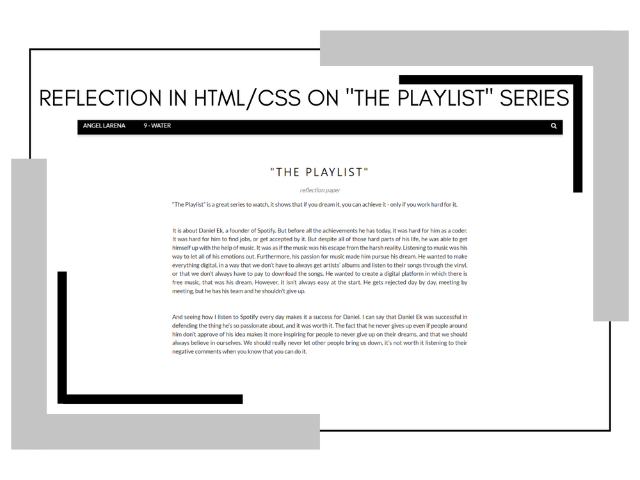 REFLECTION IN HTML/CSS ON "THE PLAYLIST" SERIES
ANGEL LARENA 9 - WATER
"THE PLAYLIST"
reflection paper
"The Playlist" is a great series to watch, it shows that if you dream it, you can achieve it - only if you work hard for it.
It is about Daniel Ek, a founder of Spotify. But before all the achievements he has today, it was hard for him as a coder.
It was hard for him to find jobs, or get accepted by it. But despite all of those hard parts of his life, he was able to get
himself up with the help of music. It was as if the music was his escape from the harsh reality. Listening to music was his
way to let all of his emotions out. Furthermore, his passion for music made him pursue his dream. He wanted to make
everything digital, in a way that we don't have to always get artists' albums and listen to their songs through the vinyl,
or that we don't always have to pay to download the songs. He wanted to create a digital platform in which there is
free music, that was his dream. However, it isn't always easy at the start. He gets rejected day by day, meeting by
meeting, but he has his team and he shouldn't give up.
And seeing how I listen to Spotify every day makes it a success for Daniel. I can say that Daniel Ek was successful in
defending the thing he's so passionate about, and it was worth it. The fact that he never gives up even if people around
him don't approve of his idea makes it more inspiring for people to never give up on their dreams, and that we should
always believe in ourselves. We should really never let other people bring us down, it's not worth it listening to their
negative comments when you know that you can do it.